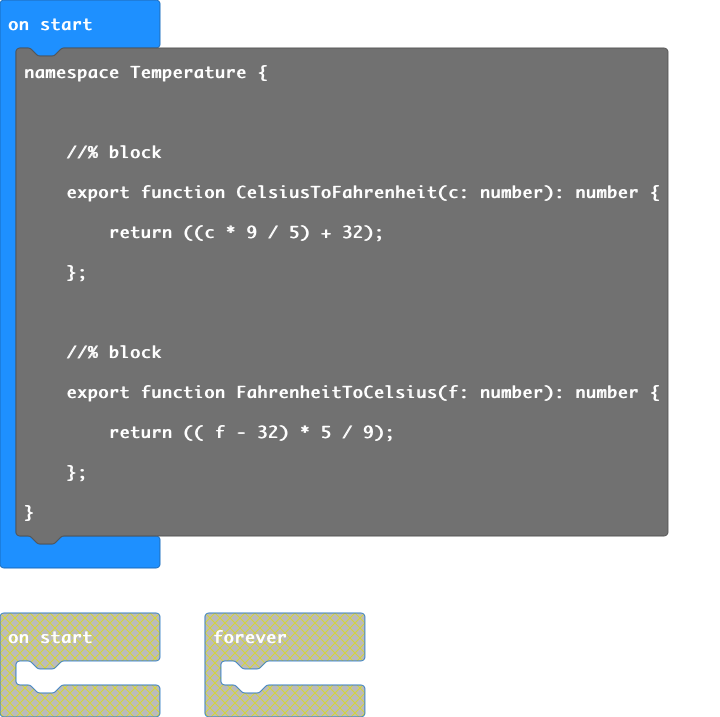 on start
namespace Temperature {
//% block
export function CelsiusToFahrenheit(c: number): number {
return ((c * 9 / 5) + 32);
};
//% block
export function FahrenheitToCelsius(f: number): number {
return (( f - 32) * 5 / 9);
};
}
on start
forever